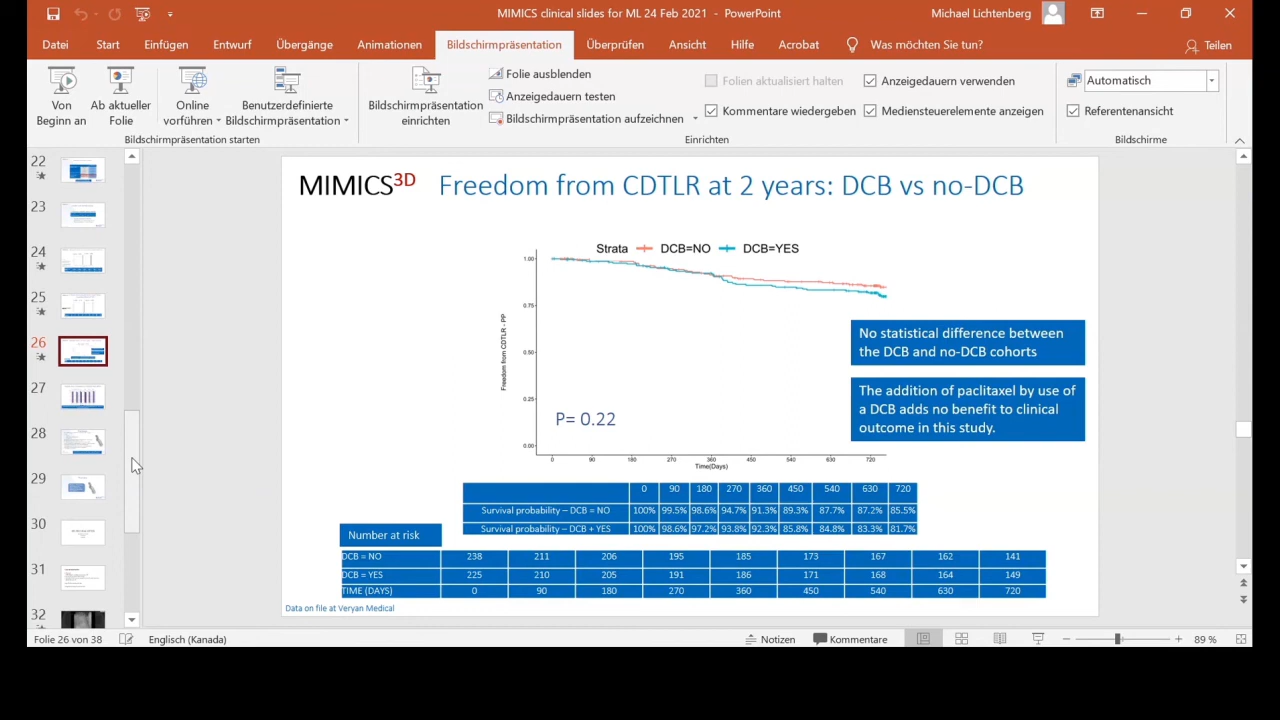 MIMICS clinical slides for ML 24 Feb 2021 - PowerPoint
Michael Lichtenberg
Datei Start Einfügen Entwurf Übergänge Animationen Bildschirmpräsentation Überprüfen Ansicht Hilfe Acrobat Was möchten Sie tun? Teilen
Von Beginn an
Ab aktueller Folie
Online vorführen
Benutzerdefinierte Bildschirmpräsentation
Bildschirmpräsentation einrichten
Folie ausblenden
Anzeigedauern testen
Bildschirmpräsentation aufzeichnen
Folien aktualisiert halten
Kommentare wiedergeben
Anzeigedauern verwenden
Mediensteuerelemente anzeigen
Automatisch
Referentenansicht
Bildschirmpräsentation starten
Einrichten
Bildschirme
22
23
24
25
26
27
28
29
30
31
32
MIMICS3D Freedom from CDTLR at 2 years: DCB vs no-DCB
Strata DCB=NO DCB=YES
Freedom from CDTLR - PP
1.00
0.75
0.50
0.25
0.00
0 90 180 270 360 450 540 630 720
Time(Days)
P= 0.22
No statistical difference between
the DCB and no-DCB cohorts
The addition of paclitaxel by use of
a DCB adds no benefit to clinical
outcome in this study.
0 90 180 270 360 450 540 630 720
Survival probability – DCB = NO 100% 99.5% 98.6% 94.7% 91.3% 89.3% 87.7% 87.2% 85.5%
Survival probability – DCB + YES 100% 98.6% 97.2% 93.8% 92.3% 85.8% 84.8% 83.3% 81.7%
Number at risk
DCB = NO 238 211 206 195 185 173 167 162 141
DCB = YES 225 210 205 191 186 171 168 164 149
TIME (DAYS) 0 90 180 270 360 450 540 630 720
Data on file at Veryan Medical
Folie 26 von 38 Englisch (Kanada) Notizen Kommentare 89 %